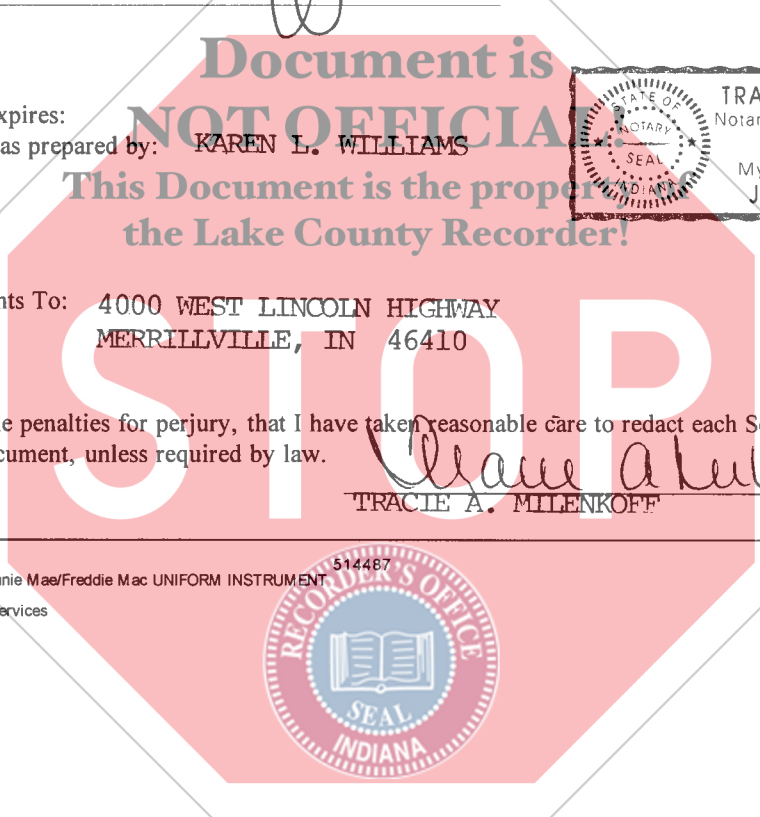 Document is
NOT OFFICIAL!
xpires:
as prepared by: KAREN L. WILLIAMS
This Document is the property of
the Lake County Recorder!
STATE OF
NOTARY
SEAL
INDIANA
TRA
Notar
My
J
nts To: 4000 WEST LINCOLN HIGHWAY
MERRILLVILLE, IN 46410
STOP
e penalties for perjury, that I have taken reasonable care to redact each S
cument, unless required by law.
TRACIE A. MILENKOFF
nie Mae/Freddie Mac UNIFORM INSTRUMENT 514487
ervices
RECORDER'S OFFICE
SEAL
INDIANA